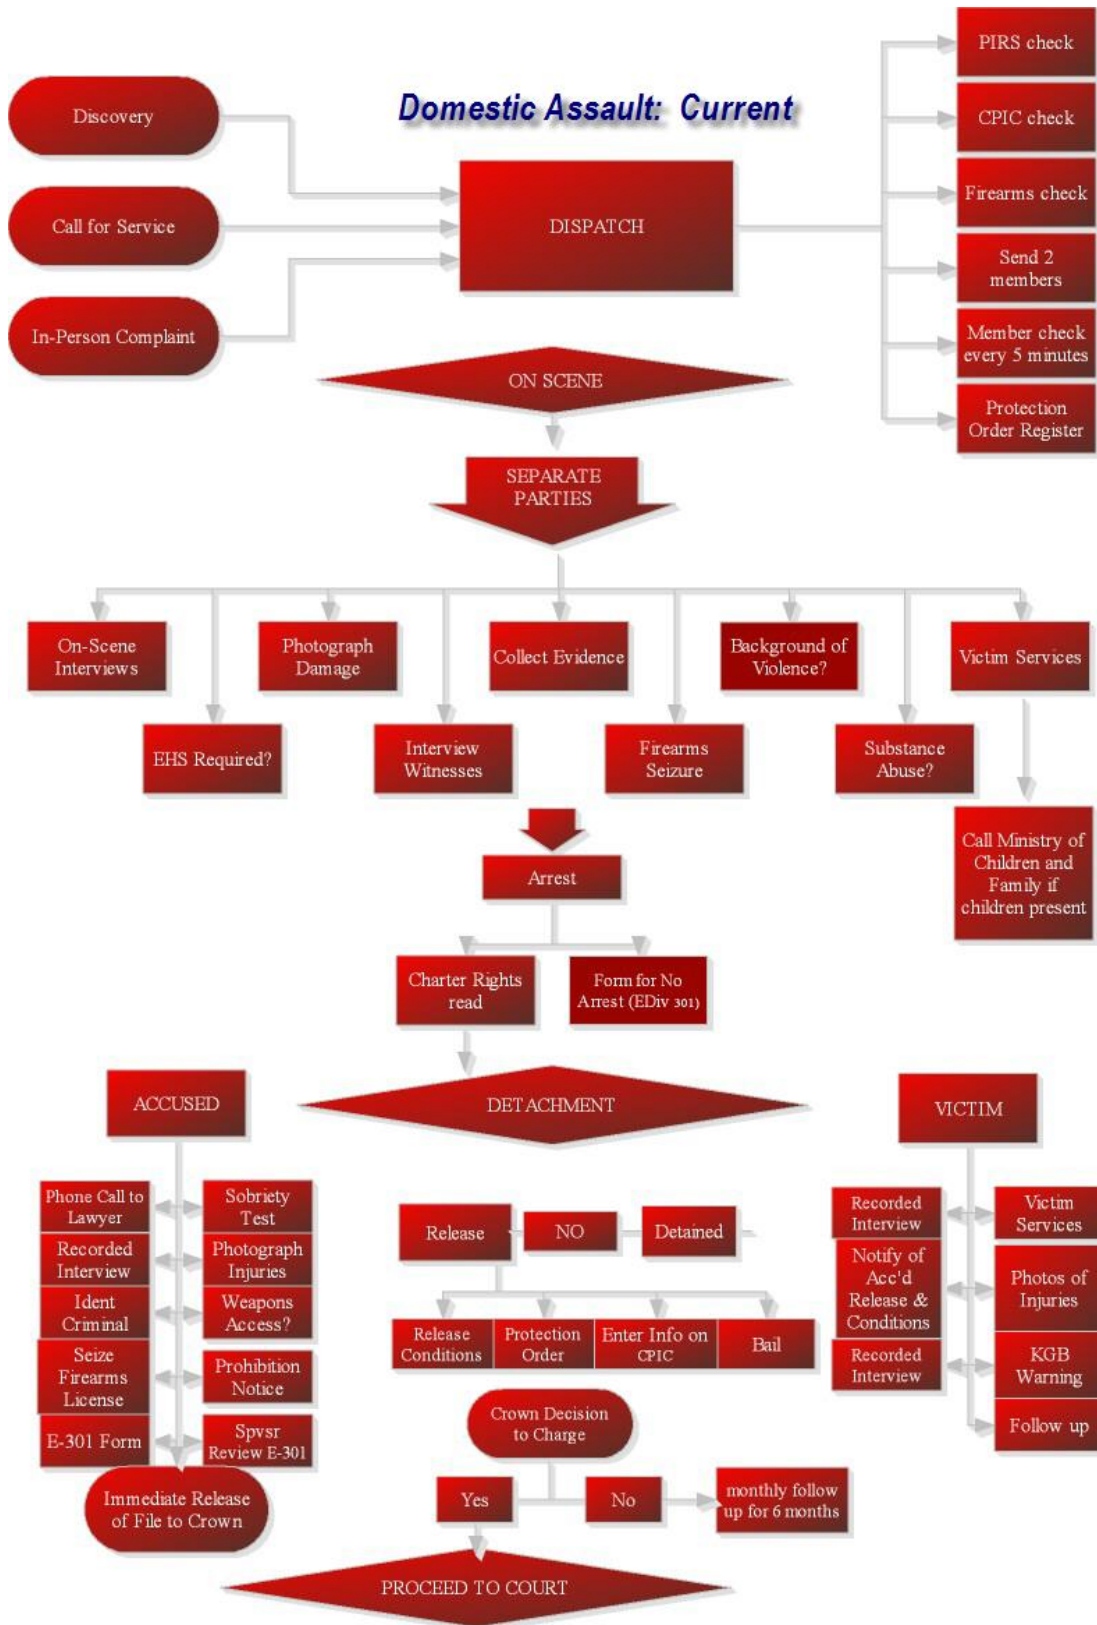 Domestic Assault: Current
Discovery
Call for Service
In-Person Complaint
DISPATCH
PIRS check
CPIC check
Firearms check
Send 2
members
Member check
every 5 minutes
Protection
Order Register
ON SCENE
SEPARATE
PARTIES
On-Scene
Interviews
Photograph
Damage
Collect Evidence
Background of
Violence?
Victim Services
EHS Required?
Interview
Witnesses
Firearms
Seizure
Substance
Abuse?
Call Ministry of
Children and
Family if
children present
Arrest
Charter Rights
read
Form for No
Arrest (EDiv 301)
DETACHMENT
ACCUSED
Phone Call to
Lawyer
Sobriety
Test
Recorded
Interview
Photograph
Injuries
Ident
Criminal
Weapons
Access?
Seize
Firearms
License
Prohibition
Notice
E-301 Form
Spvsr
Review E-301
Immediate Release
of File to Crown
Release
NO
Detained
Release
Conditions
Protection
Order
Enter Info on
CPIC
Bail
Crown Decision
to Charge
Yes
No
monthly follow
up for 6 months
PROCEED TO COURT
VICTIM
Recorded
Interview
Victim
Services
Notify of
Acc'd
Release &
Conditions
Photos of
Injuries
Recorded
Interview
KGB
Warning
Follow up